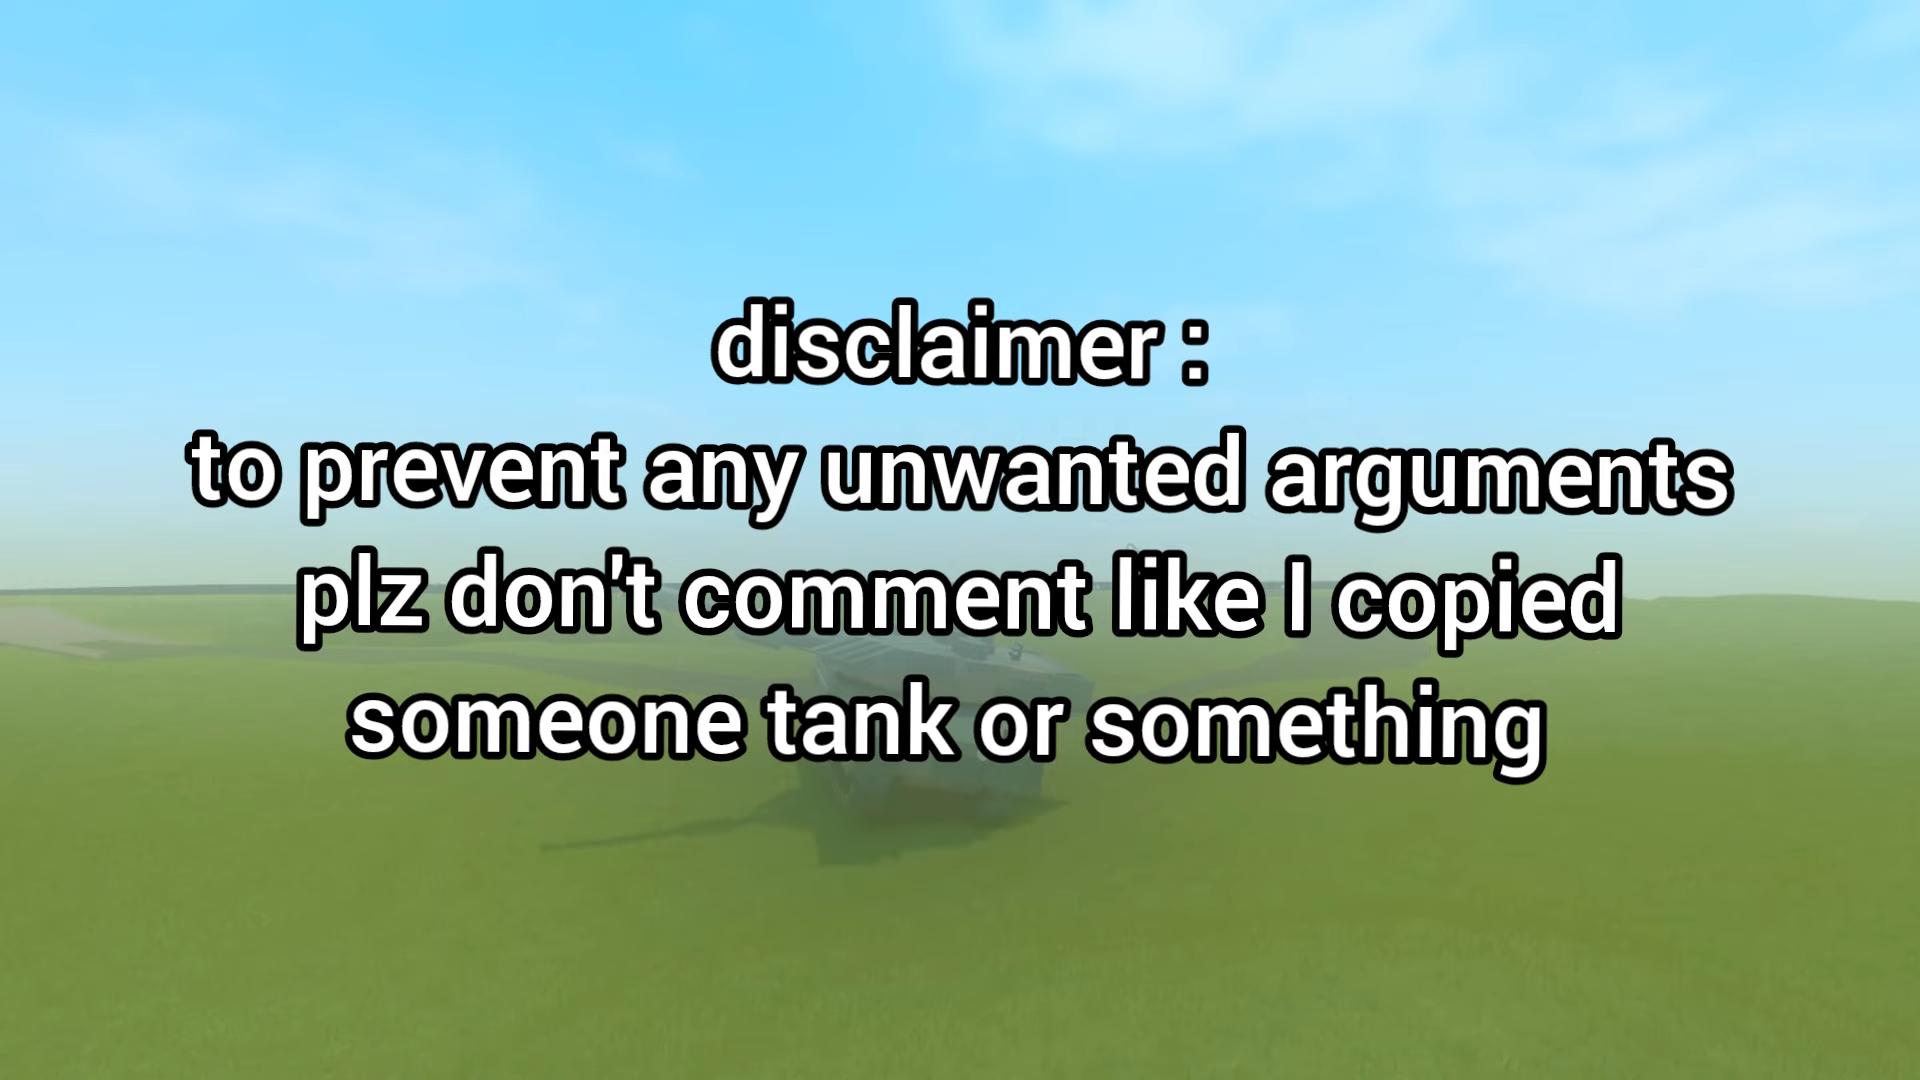 disclaimer :
to prevent any unwanted arguments
plz don't comment like I copied
someone tank or something